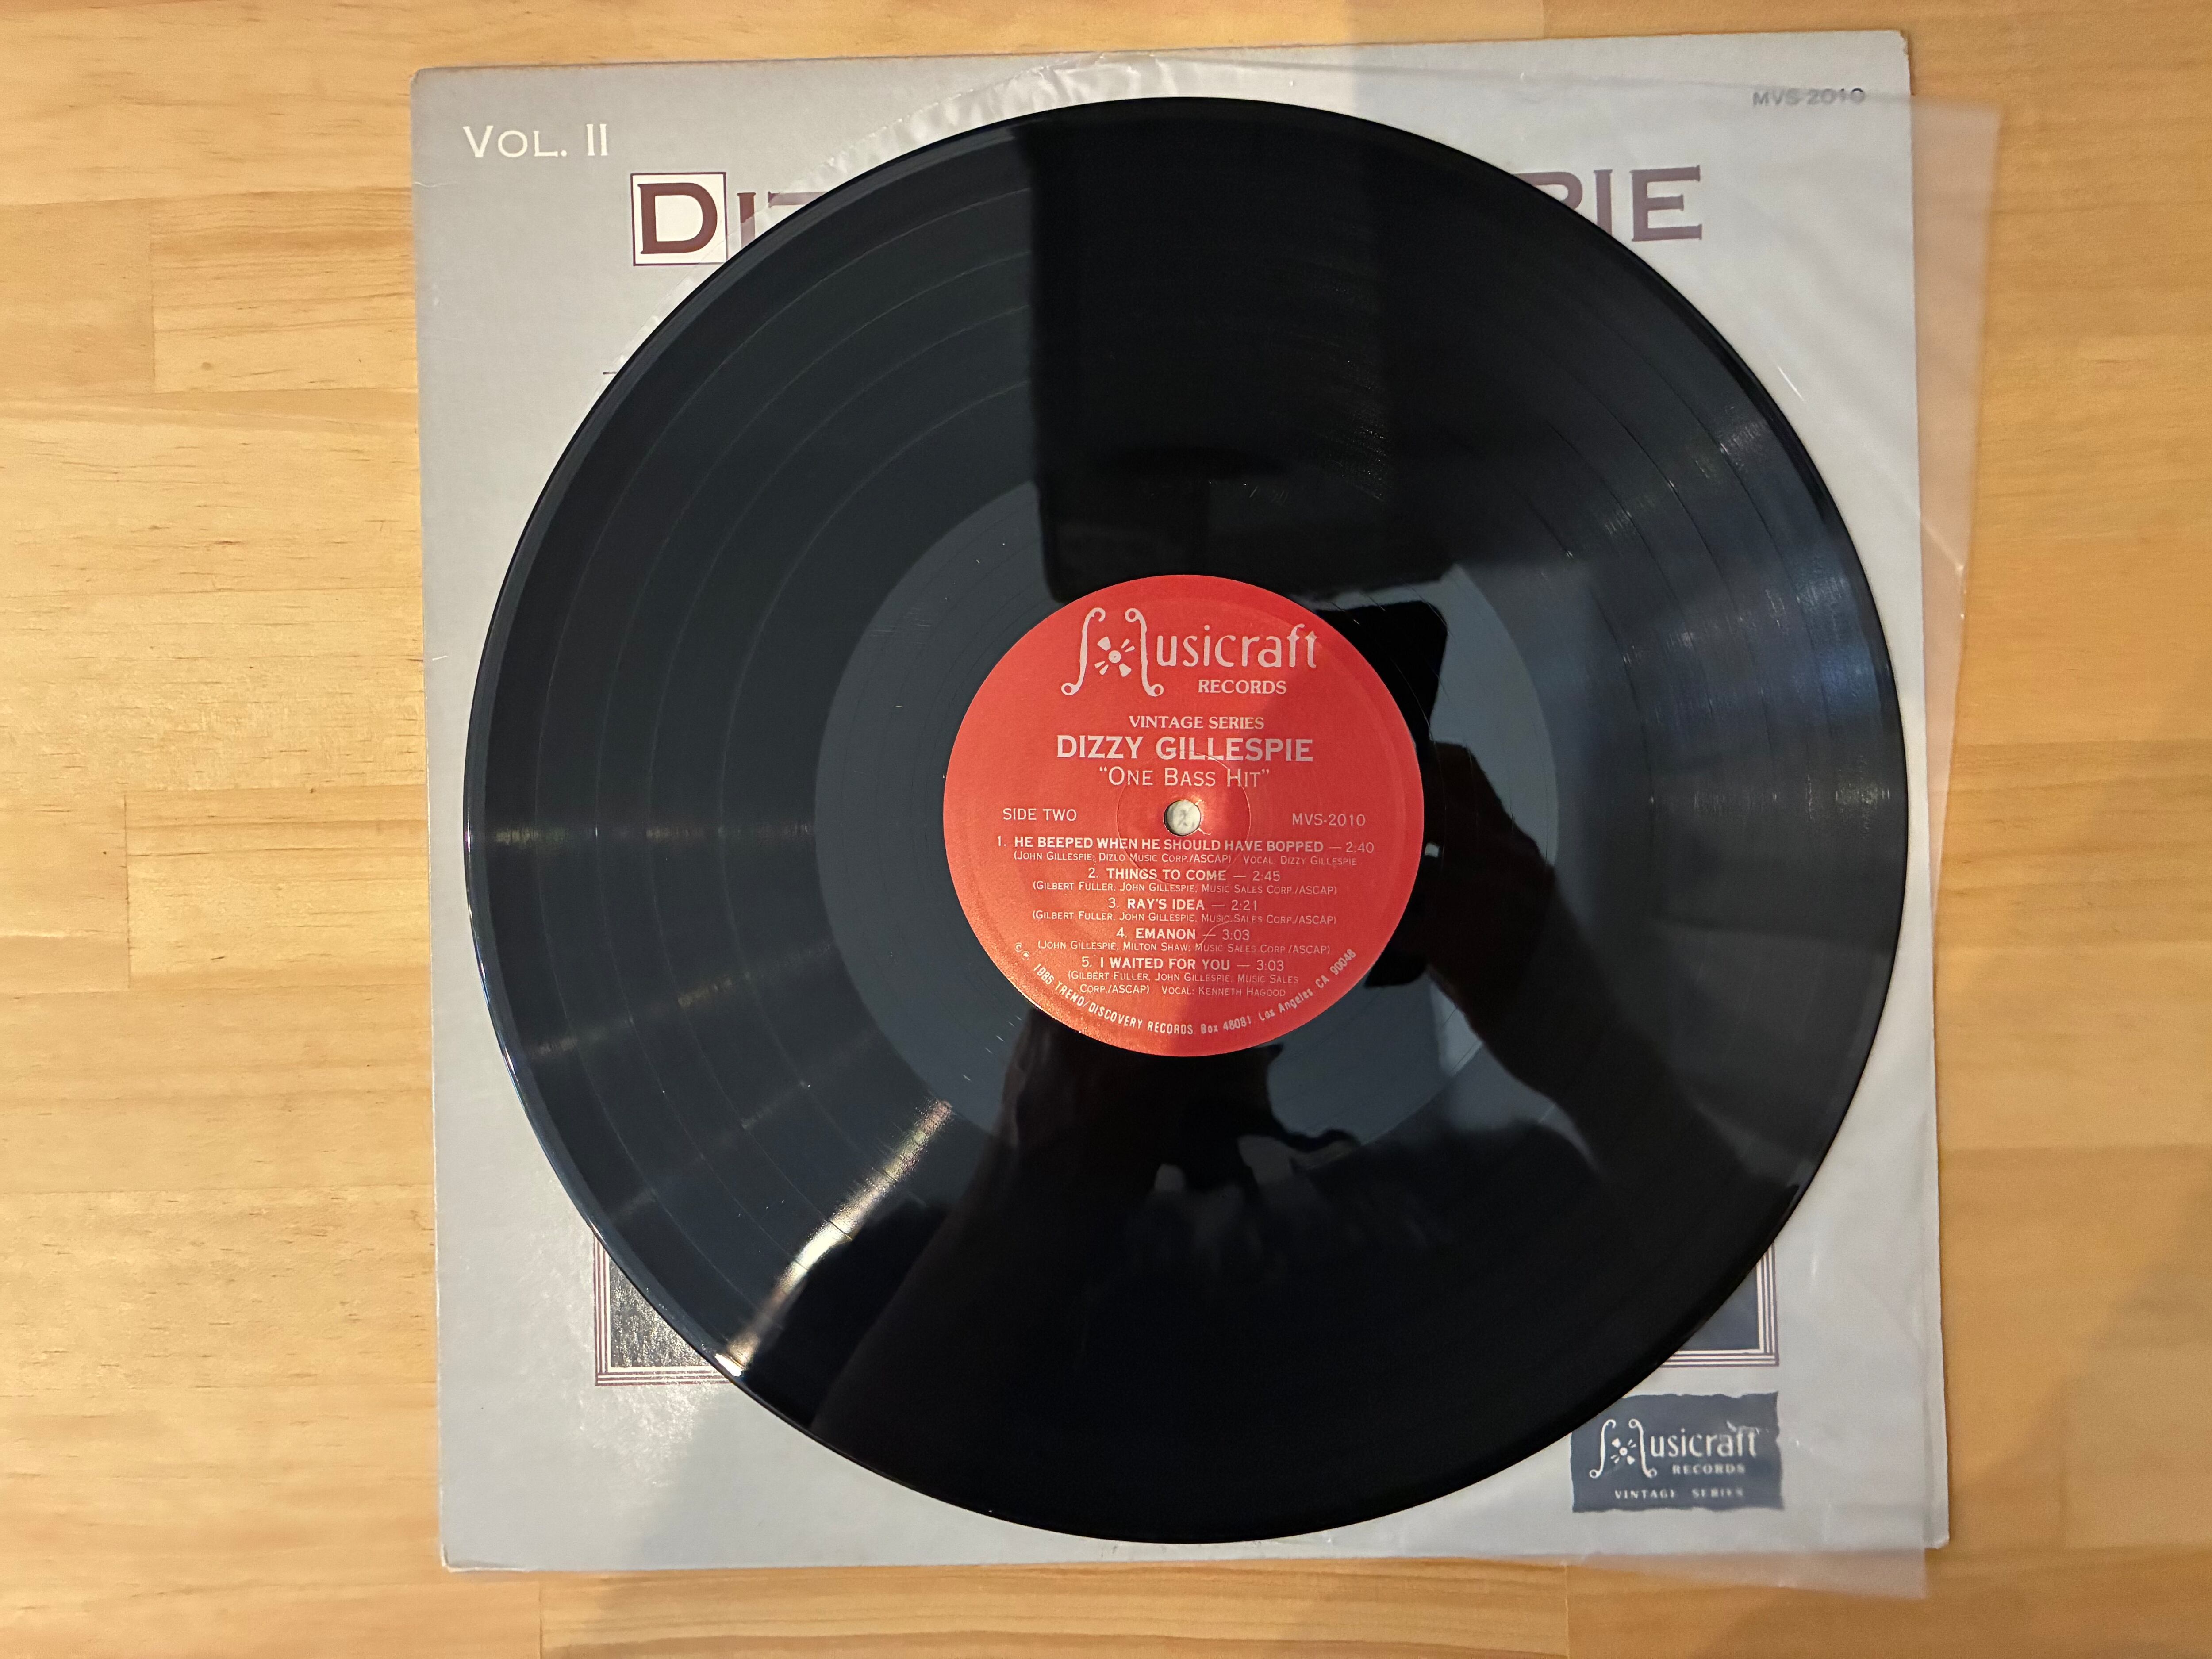 VOL. II
MVS-2010
DIZ PIE
Musicraft
RECORDS
VINTAGE SERIES
DIZZY GILLESPIE
“ONE BASS HIT”
SIDE TWO
MVS-2010
1. HE BEEPED WHEN HE SHOULD HAVE BOPPED — 2:40
(JOHN GILLESPIE; DIZLO MUSIC CORP./ASCAP) VOCAL: DIZZY GILLESPIE
2. THINGS TO COME — 2:45
(GILBERT FULLER, JOHN GILLESPIE; MUSIC SALES CORP./ASCAP)
3. RAY'S IDEA — 2:21
(GILBERT FULLER, JOHN GILLESPIE; MUSIC SALES CORP./ASCAP)
4. EMANON — 3:03
(JOHN GILLESPIE, MILTON SHAW; MUSIC SALES CORP./ASCAP)
5. I WAITED FOR YOU — 3:03
(GILBERT FULLER, JOHN GILLESPIE; MUSIC SALES
CORP./ASCAP) VOCAL: KENNETH HAGOOD
1985 TREND/DISCOVERY RECORDS Box 48081 Los Angeles CA 90048
Musicraft
RECORDS
VINTAGE SERIES